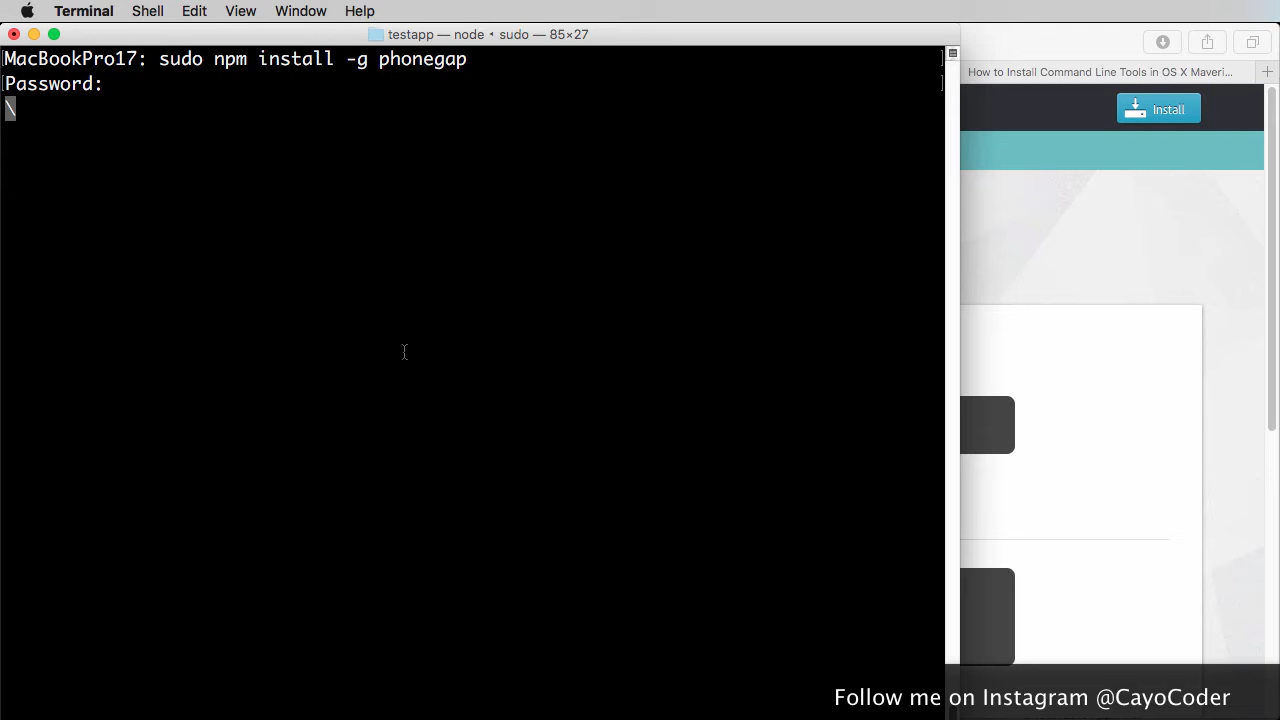 Terminal Shell Edit View Window Help
testapp — node ◂ sudo — 85×27
MacBookPro17: sudo npm install -g phonegap
Password:
\
How to Install Command Line Tools in OS X Maveri...
Install
Follow me on Instagram @CayoCoder